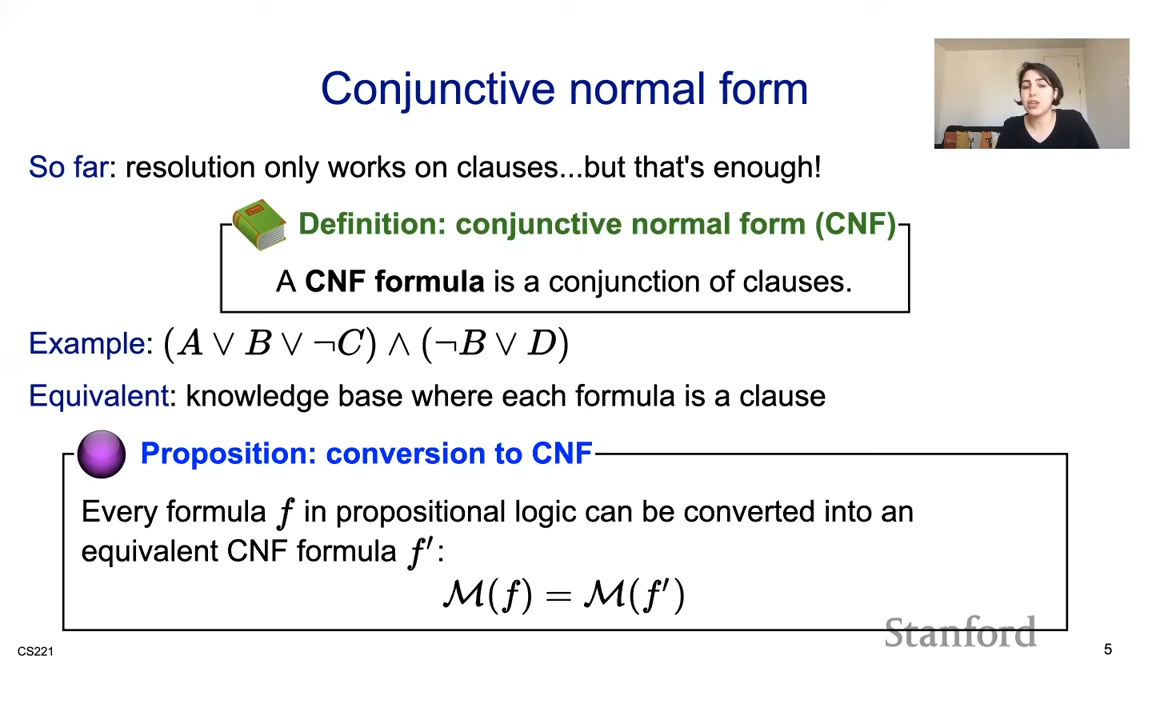 Conjunctive normal form
So far: resolution only works on clauses...but that's enough!
Definition: conjunctive normal form (CNF)
A CNF formula is a conjunction of clauses.
Example: (A ∨ B ∨ ¬C) ∧ (¬B ∨ D)
Equivalent: knowledge base where each formula is a clause
Proposition: conversion to CNF
Every formula f in propositional logic can be converted into an
equivalent CNF formula f′:
ℳ(f) = ℳ(f′)
Stanford
CS221
5